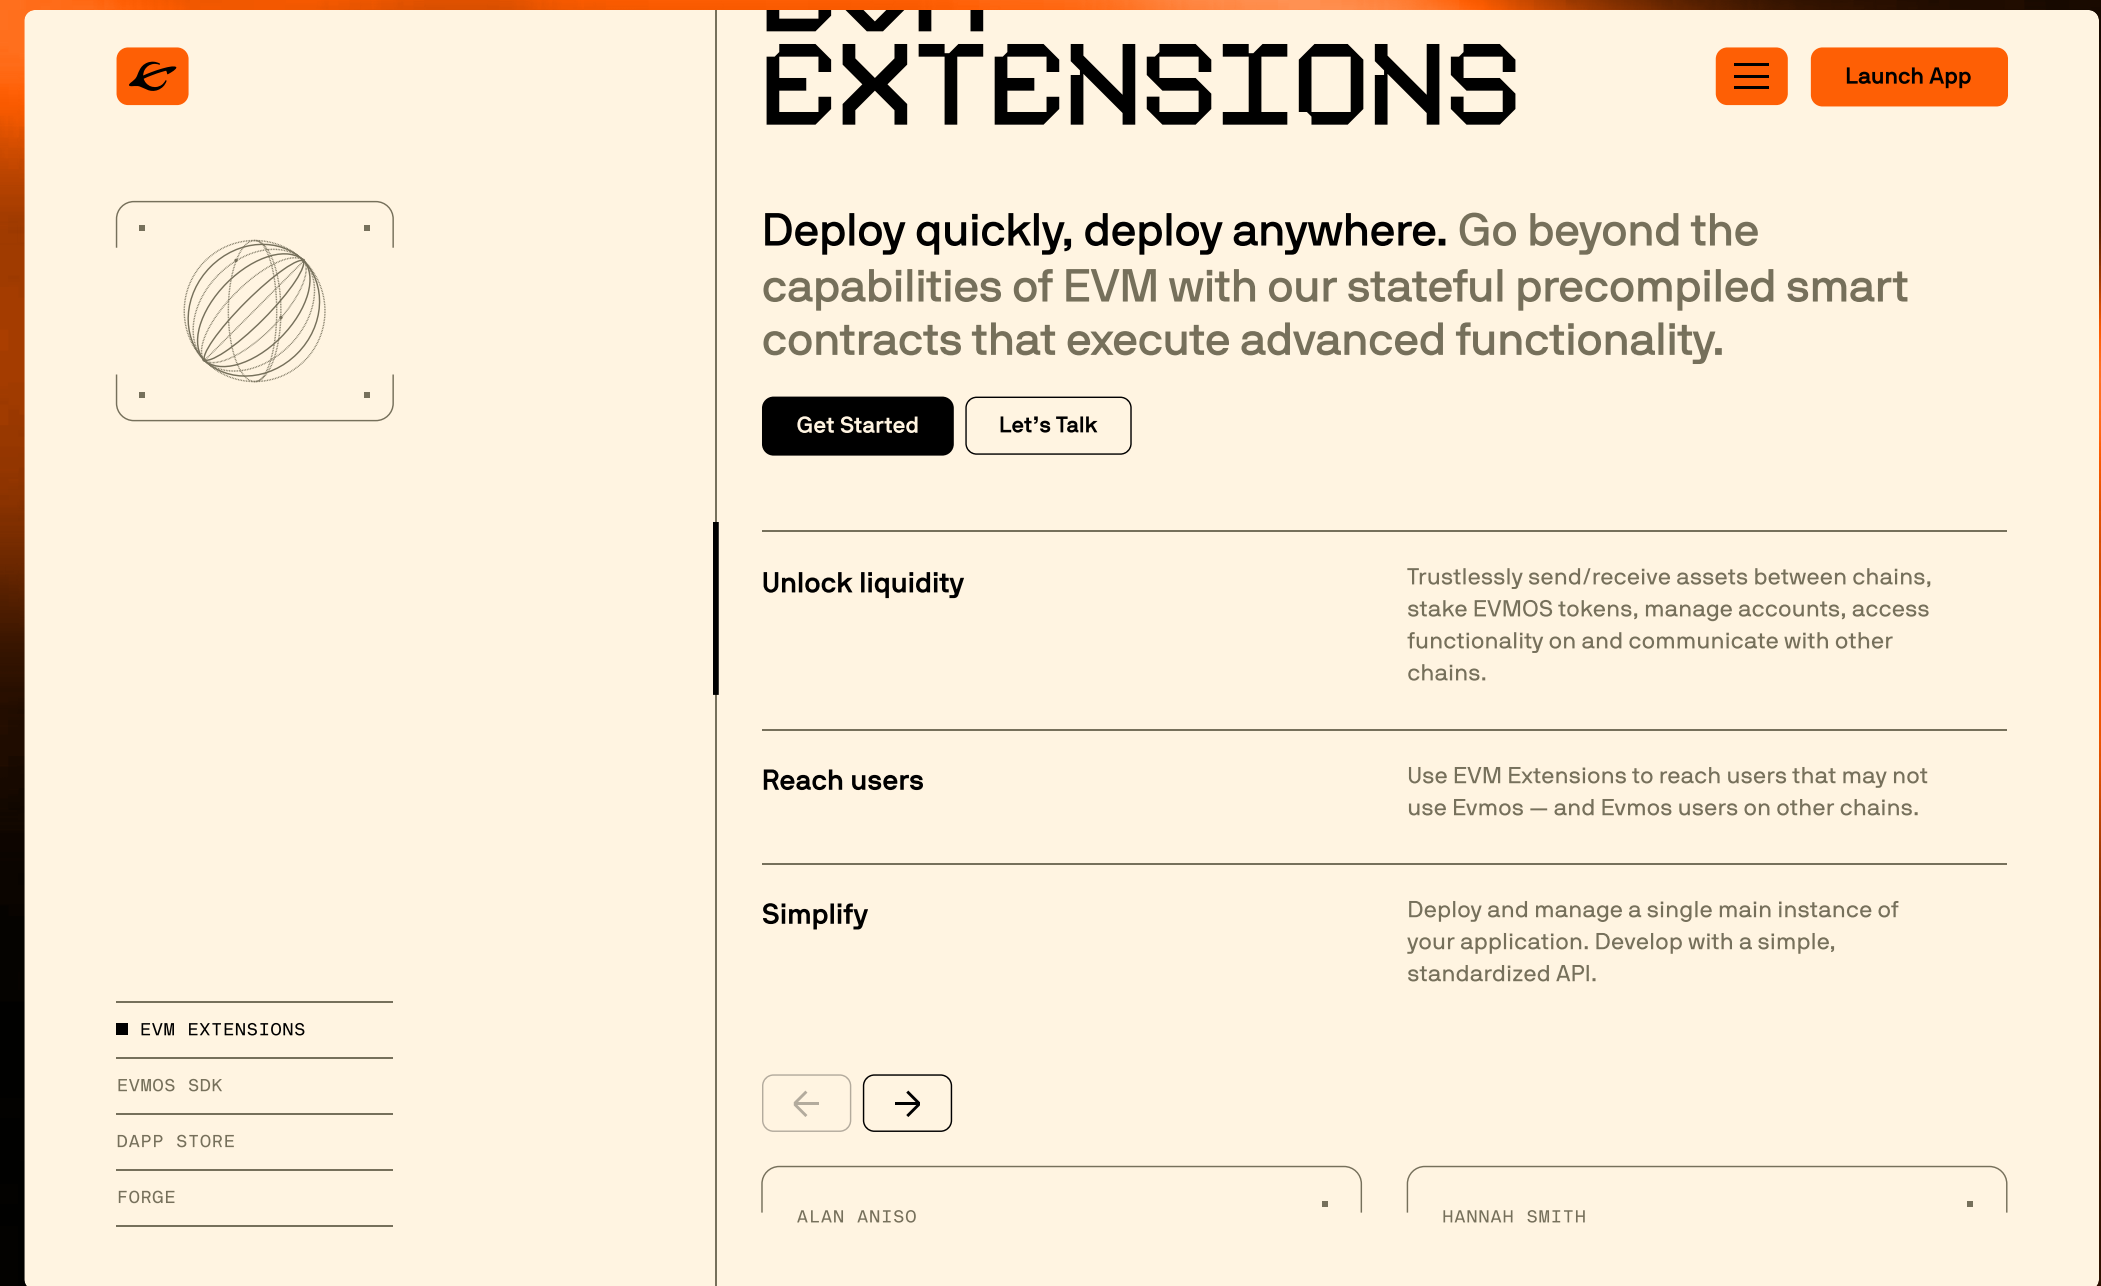 EVM
EXTENSIONS
Launch App
Deploy quickly, deploy anywhere. Go beyond the
capabilities of EVM with our stateful precompiled smart
contracts that execute advanced functionality.
Get Started
Let’s Talk
Unlock liquidity
Trustlessly send/receive assets between chains,
stake EVMOS tokens, manage accounts, access
functionality on and communicate with other
chains.
Reach users
Use EVM Extensions to reach users that may not
use Evmos — and Evmos users on other chains.
Simplify
Deploy and manage a single main instance of
your application. Develop with a simple,
standardized API.
EVM EXTENSIONS
EVMOS SDK
DAPP STORE
FORGE
ALAN ANISO
HANNAH SMITH